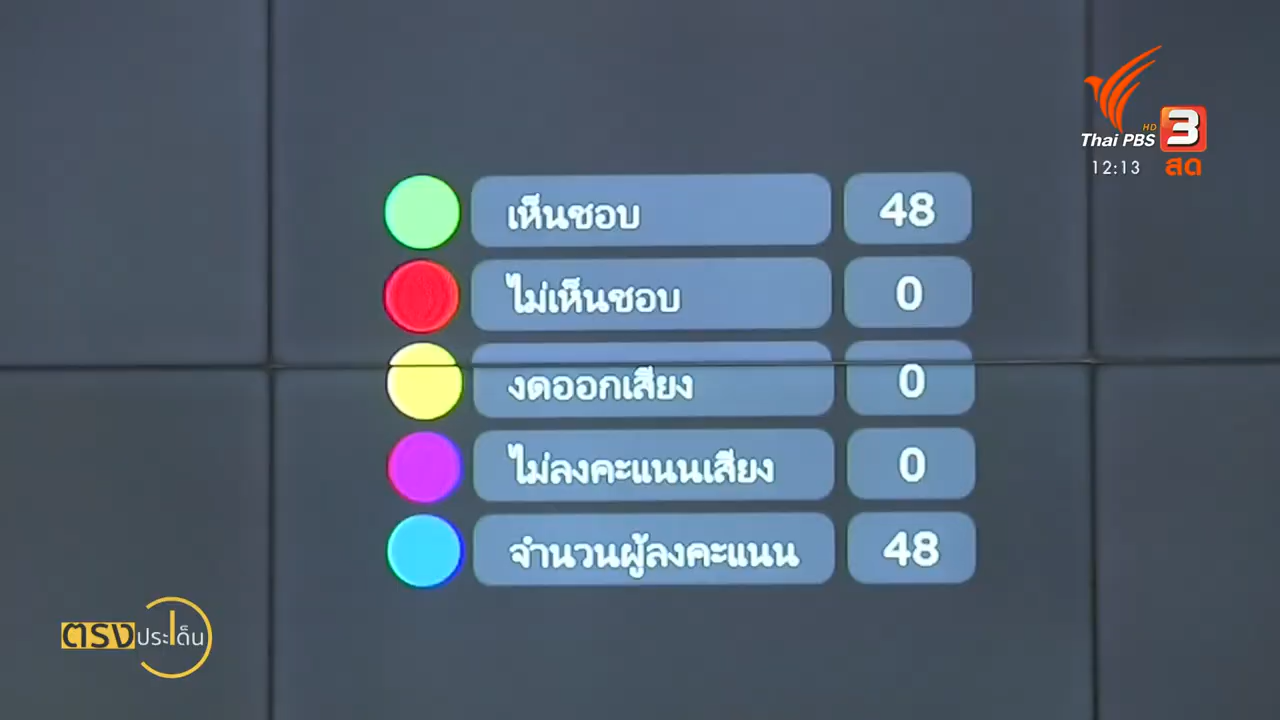 HD
Thai PBS 3
12:13 สด
เห็นชอบ 48
ไม่เห็นชอบ 0
งดออกเสียง 0
ไม่ลงคะแนนเสียง 0
จำนวนผู้ลงคะแนน 48
ตรงประเด็น